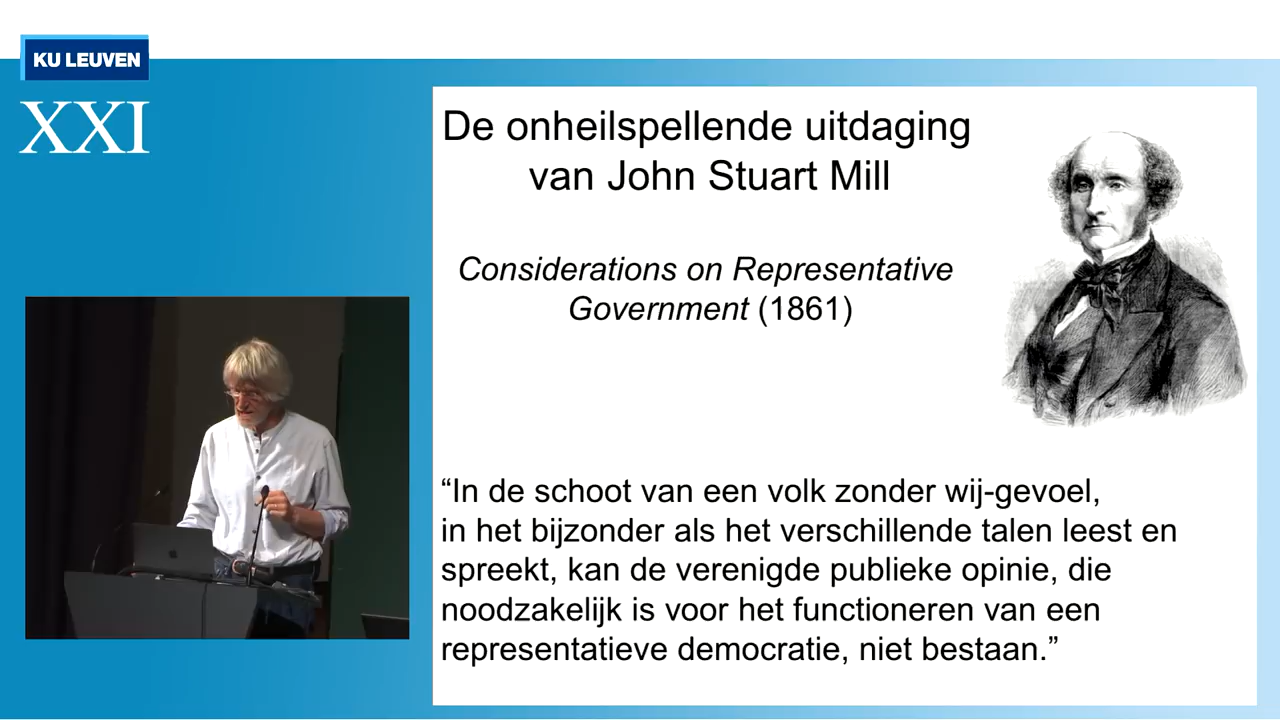 KU LEUVEN
XXI
De onheilspellende uitdaging
van John Stuart Mill
Considerations on Representative
Government (1861)
“In de schoot van een volk zonder wij-gevoel,
in het bijzonder als het verschillende talen leest en
spreekt, kan de verenigde publieke opinie, die
noodzakelijk is voor het functioneren van een
representatieve democratie, niet bestaan.”